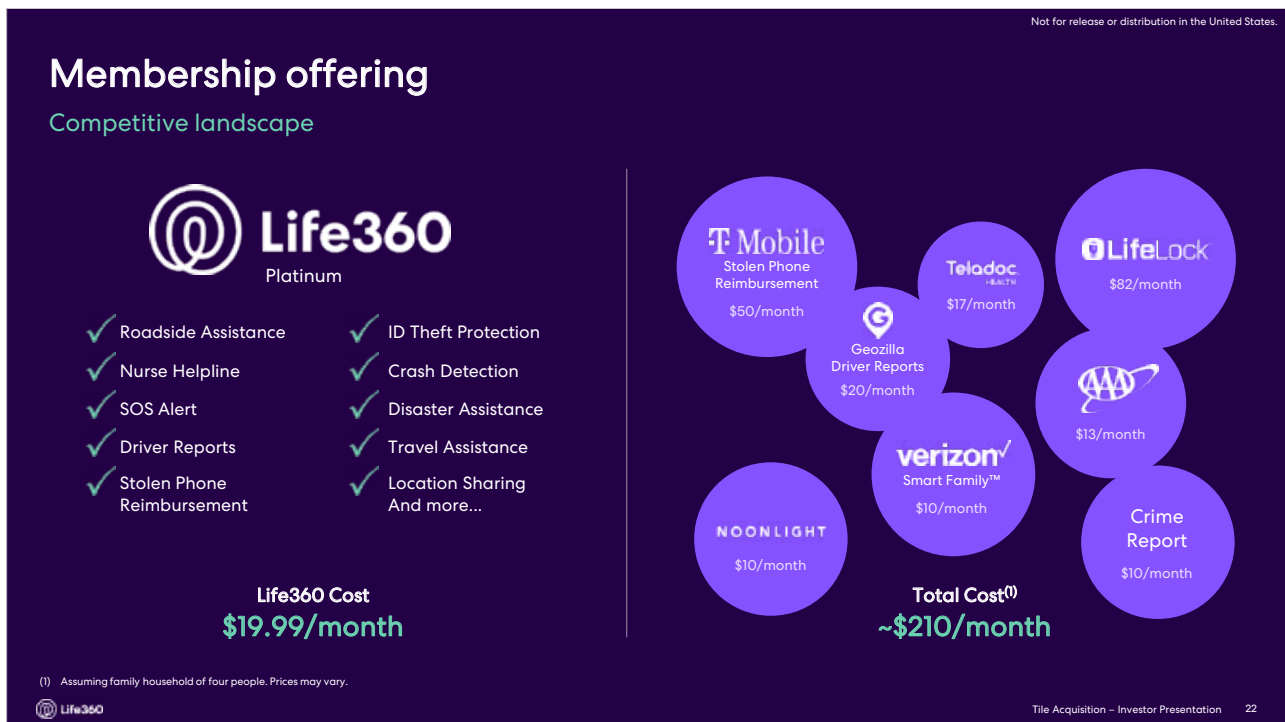 Not for release or distribution in the United States.
Membership offering
Competitive landscape
Life360
Platinum
Roadside Assistance
Nurse Helpline
SOS Alert
Driver Reports
Stolen Phone
Reimbursement
ID Theft Protection
Crash Detection
Disaster Assistance
Travel Assistance
Location Sharing
And more...
Life360 Cost
$19.99/month
T Mobile
Stolen Phone
Reimbursement
$50/month
Teladoc
HEALTH
$17/month
LifeLock
$82/month
G
Geozilla
Driver Reports
$20/month
AAA
$13/month
verizon
Smart Family™
$10/month
NOONLIGHT
$10/month
Crime
Report
$10/month
Total Cost(1)
~$210/month
(1) Assuming family household of four people. Prices may vary.
Life360
Tile Acquisition – Investor Presentation 22